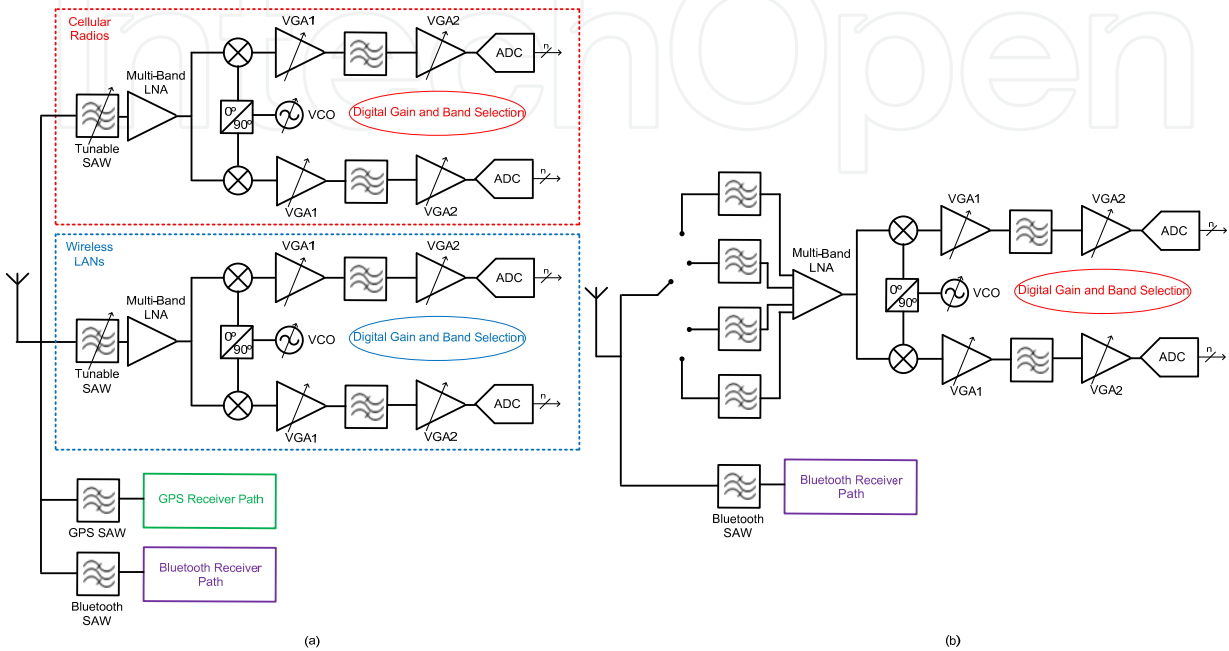 IntechOpen
Cellular
Radios
Multi-Band
LNA
Tunable
SAW
VGA1
VGA2
ADC
n
0º
90º
VCO
Digital Gain and Band Selection
VGA1
VGA2
ADC
n
Wireless
LANs
Multi-Band
LNA
Tunable
SAW
VGA1
VGA2
ADC
n
0º
90º
VCO
Digital Gain and Band Selection
VGA1
VGA2
ADC
n
GPS SAW
GPS Receiver Path
Bluetooth
SAW
Bluetooth Receiver
Path
(a)
Multi-Band
LNA
VGA1
VGA2
ADC
n
0º
90º
VCO
Digital Gain and Band Selection
VGA1
VGA2
ADC
n
Bluetooth
SAW
Bluetooth Receiver
Path
(b)